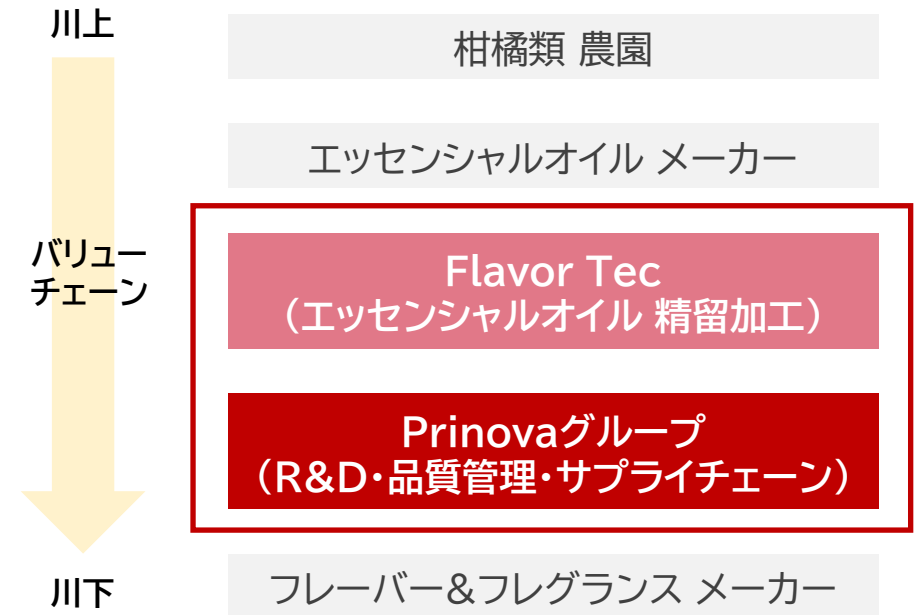 川上
柑橘類 農園
エッセンシャルオイル メーカー
バリュー
チェーン
Flavor Tec
(エッセンシャルオイル 精留加工)
Prinovaグループ
(R&D・品質管理・サプライチェーン)
川下
フレーバー&フレグランス メーカー